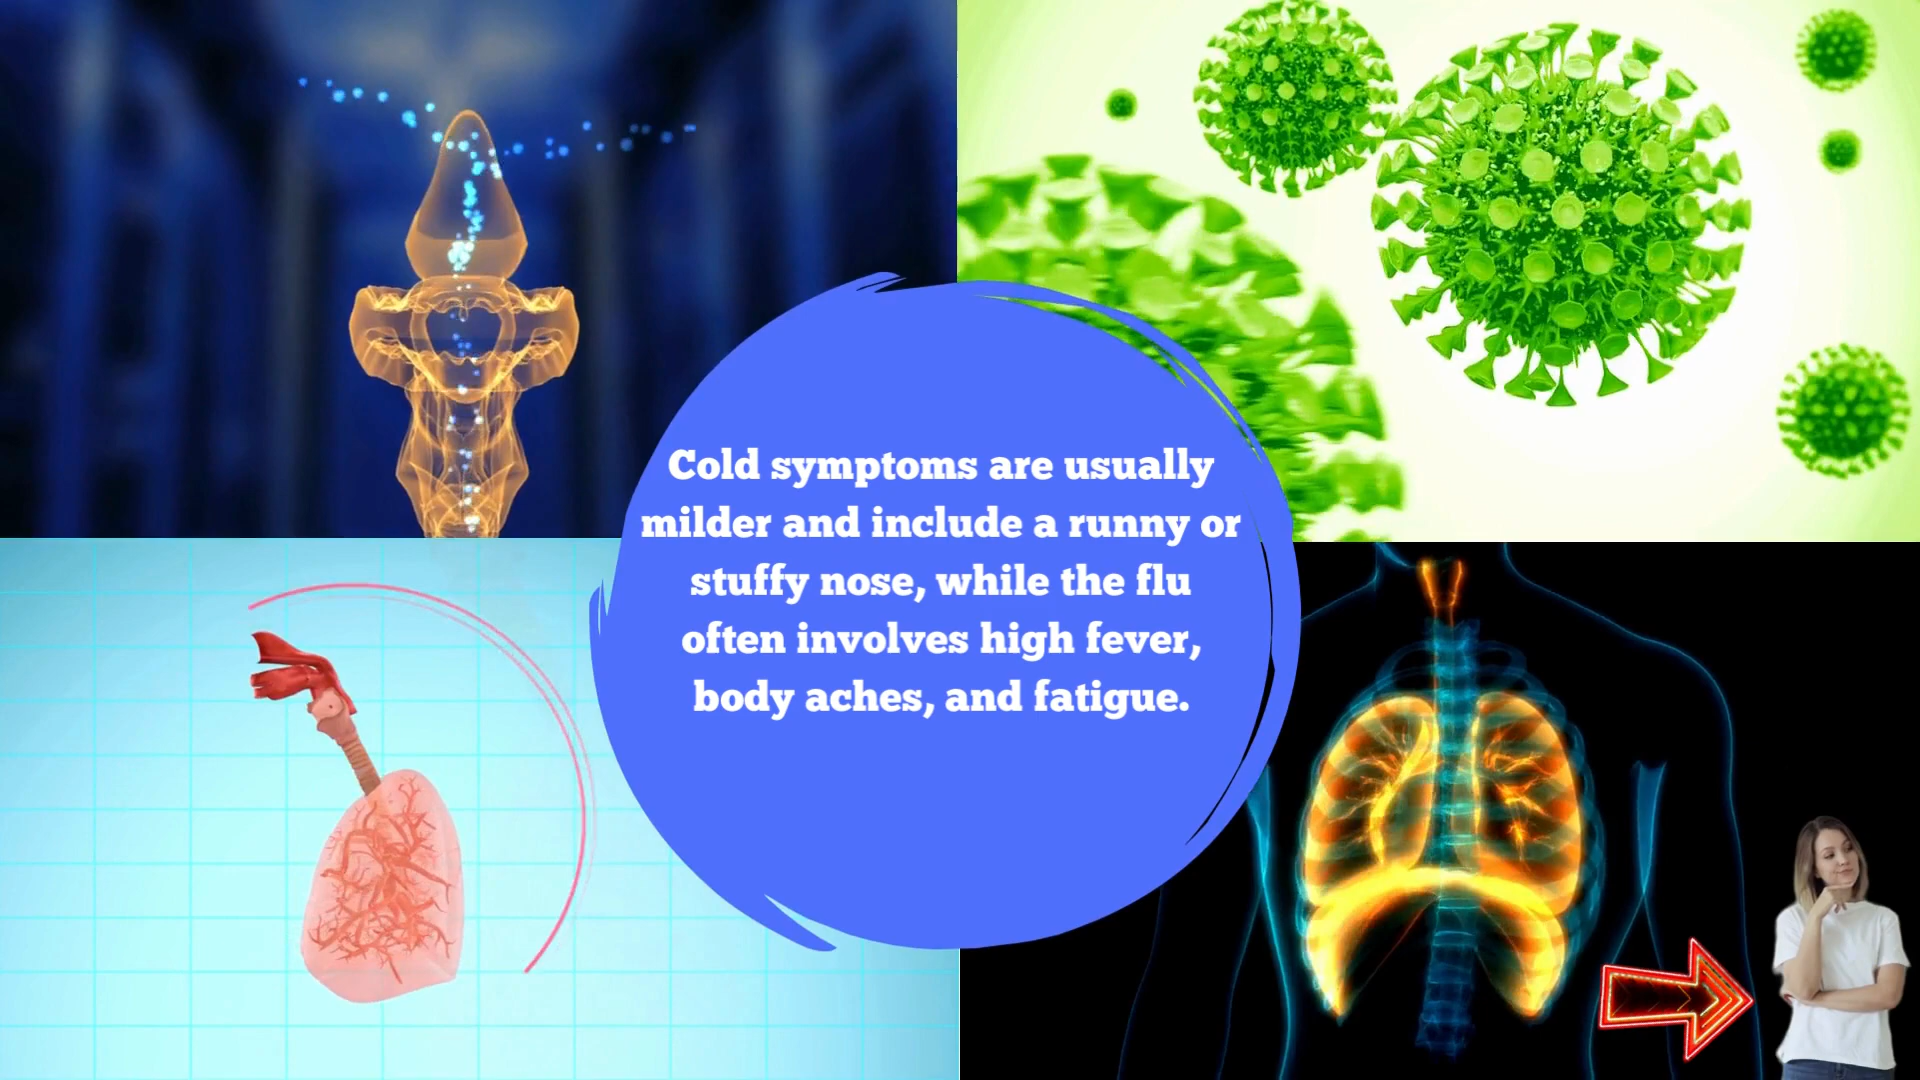 Cold symptoms are usually
milder and include a runny or
stuffy nose, while the flu
often involves high fever,
body aches, and fatigue.